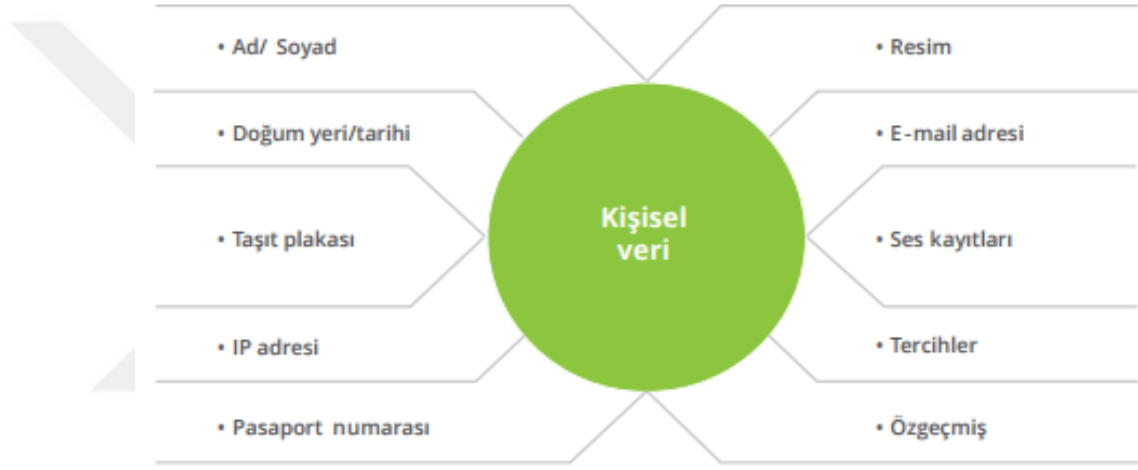 • Ad/ Soyad
• Doğum yeri/tarihi
• Taşıt plakası
• IP adresi
• Pasaport numarası
Kişisel
veri
• Resim
• E-mail adresi
• Ses kayıtları
• Tercihler
• Özgeçmiş